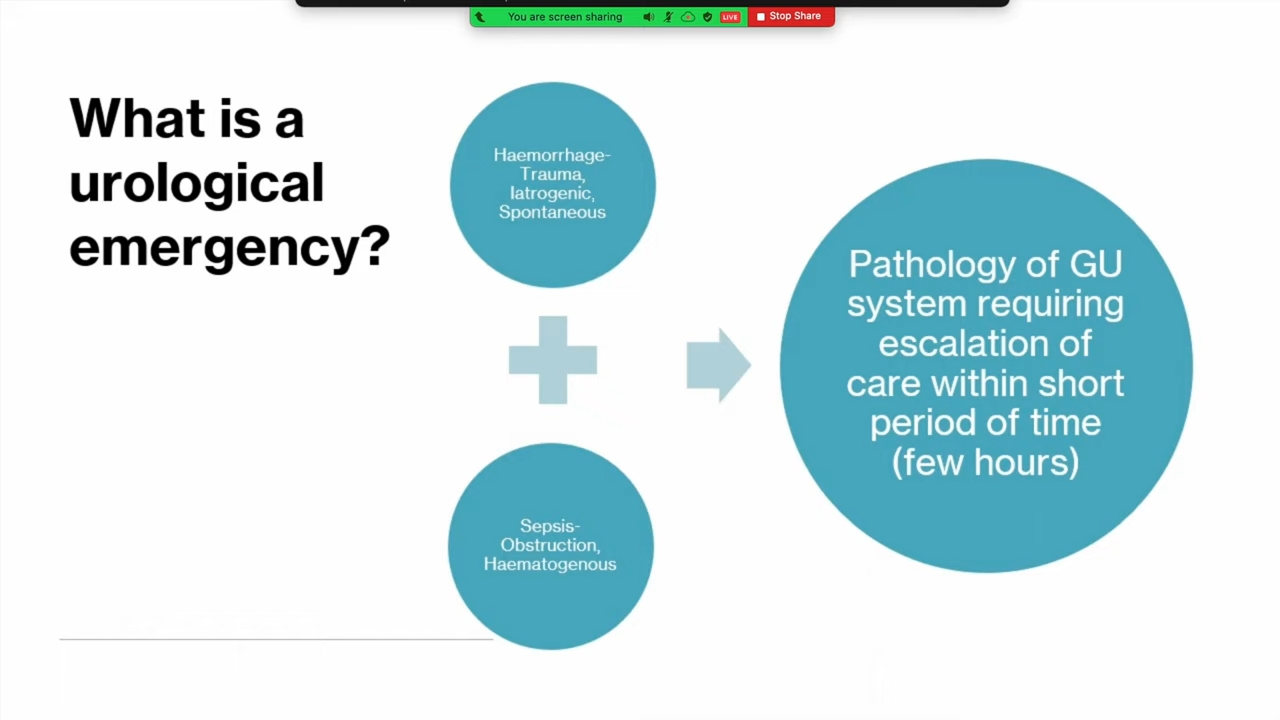 You are screen sharing
LIVE
Stop Share
What is a
urological
emergency?
Haemorrhage-
Trauma,
Iatrogenic,
Spontaneous
Sepsis-
Obstruction,
Haematogenous
Pathology of GU
system requiring
escalation of
care within short
period of time
(few hours)